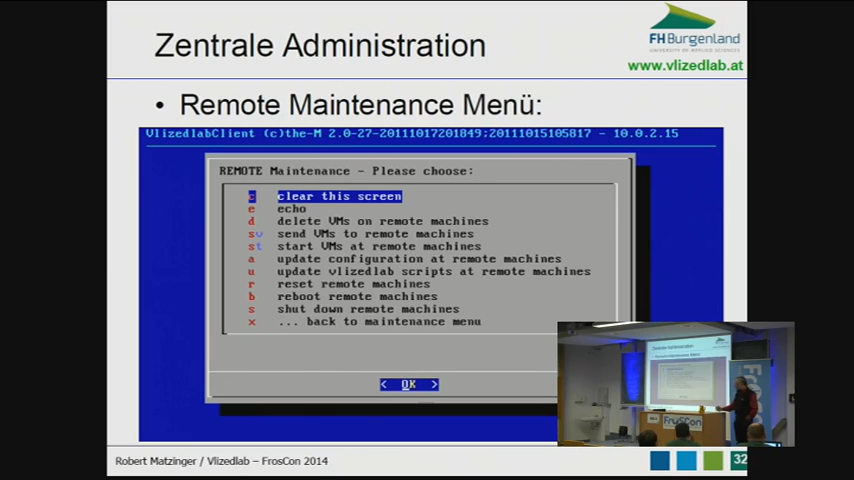 Zentrale Administration
FH Burgenland
UNIVERSITY OF APPLIED SCIENCES
www.vlizedlab.at
• Remote Maintenance Menü:
VlizedlabClient (c)the-M 2.0-27-20111017201849:20111015105817 - 10.0.2.15
REMOTE Maintenance - Please choose:
c clear this screen
e echo
d delete VMs on remote machines
sv send VMs to remote machines
st start VMs at remote machines
a update configuration at remote machines
u update vlizedlab scripts at remote machines
r reset remote machines
b reboot remote machines
s shut down remote machines
x ... back to maintenance menu
< OK >
Zentrale Administration
FrosCon
Robert Matzinger / Vlizedlab – FrosCon 2014
32